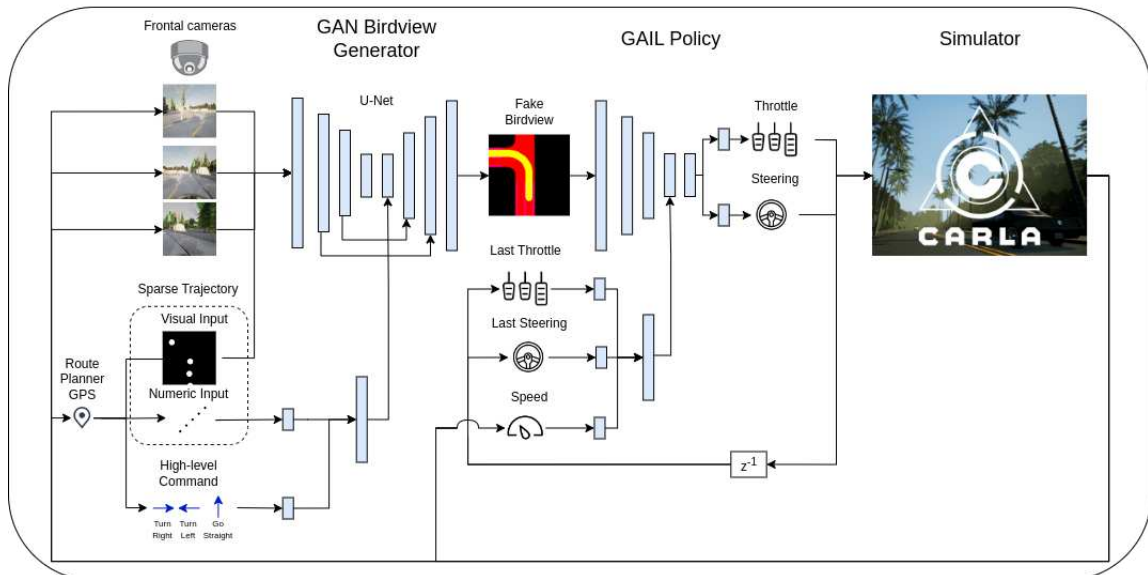 Frontal cameras
GAN Birdview
Generator
GAIL Policy
Simulator
U-Net
Fake
Birdview
Throttle
Steering
CARLA
Last Throttle
Last Steering
Speed
Sparse Trajectory
Visual Input
Numeric Input
Route
Planner
GPS
High-level
Command
Turn
Right
Turn
Left
Go
Straight
z-1